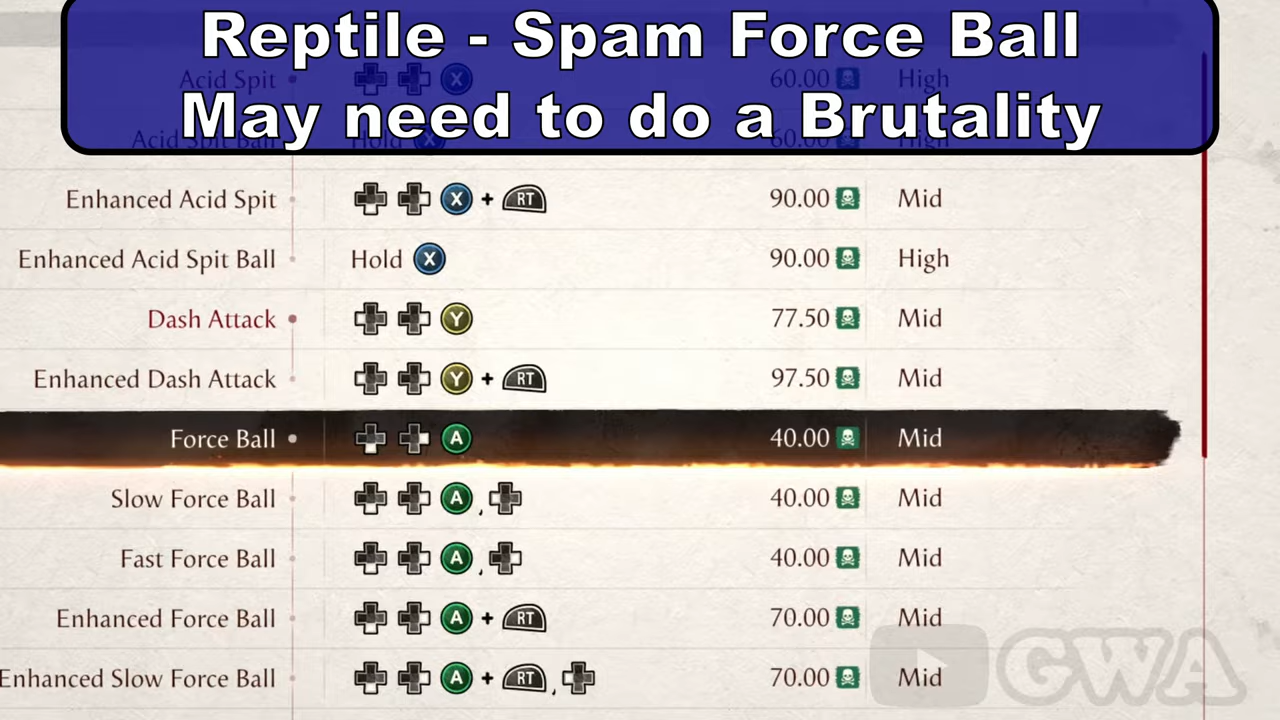 Reptile - Spam Force Ball
May need to do a Brutality
Acid Spit X 60.00 High
Acid Spit Ball Hold X 60.00 High
Enhanced Acid Spit X + RT 90.00 Mid
Enhanced Acid Spit Ball Hold X 90.00 High
Dash Attack Y 77.50 Mid
Enhanced Dash Attack Y + RT 97.50 Mid
Force Ball A 40.00 Mid
Slow Force Ball A , 40.00 Mid
Fast Force Ball A , 40.00 Mid
Enhanced Force Ball A + RT 70.00 Mid
Enhanced Slow Force Ball A + RT , 70.00 Mid
GWA